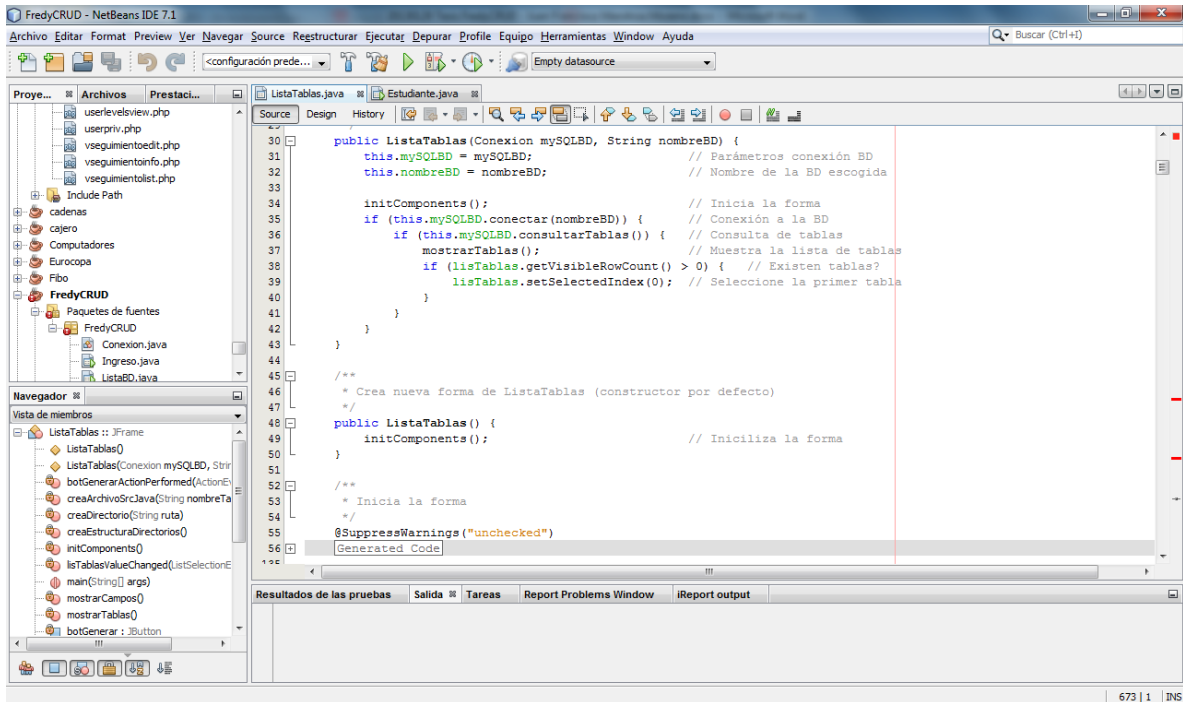 FredyCRUD - NetBeans IDE 7.1
Archivo Editar Format Preview Ver Navegar Source Reestructurar Ejecutar Depurar Profile Equipo Herramientas Window Ayuda
Buscar (Ctrl+I)
<configuración prede...
Empty datasource
Proye... Archivos Prestaci...
userlevelsview.php
userpriv.php
vseguimientoedit.php
vseguimientoinfo.php
vseguimientolist.php
Include Path
cadenas
cajero
Computadores
Eurocopa
Fibo
FredyCRUD
Paquetes de fuentes
FredyCRUD
Conexion.java
Ingreso.java
ListaBD.java
Navegador
Vista de miembros
ListaTablas :: JFrame
ListaTablas()
ListaTablas(Conexion mySQLBD, Strin
botGenerarActionPerformed(ActionEv
creaArchivoSrcJava(String nombreTa
creaDirectorio(String ruta)
creaEstructuraDirectorios()
initComponents()
lisTablasValueChanged(ListSelectionE
main(String[] args)
mostrarCampos()
mostrarTablas()
botGenerar : JButton
ListaTablas.java Estudiante.java
Source Design History
29 */
30 public ListaTablas(Conexion mySQLBD, String nombreBD) {
31 this.mySQLBD = mySQLBD; // Parámetros conexión BD
32 this.nombreBD = nombreBD; // Nombre de la BD escogida
33
34 initComponents(); // Inicia la forma
35 if (this.mySQLBD.conectar(nombreBD)) { // Conexión a la BD
36 if (this.mySQLBD.consultarTablas()) { // Consulta de tablas
37 mostrarTablas(); // Muestra la lista de tablas
38 if (lisTablas.getVisibleRowCount() > 0) { // Existen tablas?
39 lisTablas.setSelectedIndex(0); // Seleccione la primer tabla
40 }
41 }
42 }
43 }
44
45 /**
46 * Crea nueva forma de ListaTablas (constructor por defecto)
47 */
48 public ListaTablas() {
49 initComponents(); // Iniciliza la forma
50 }
51
52 /**
53 * Inicia la forma
54 */
55 @SuppressWarnings("unchecked")
56 Generated Code
135
Resultados de las pruebas Salida Tareas Report Problems Window iReport output
673 | 1 INS